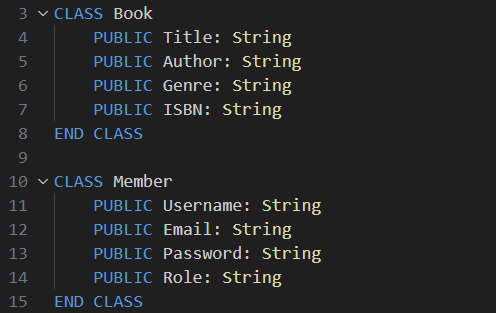 3 CLASS Book
4 PUBLIC Title: String
5 PUBLIC Author: String
6 PUBLIC Genre: String
7 PUBLIC ISBN: String
8 END CLASS
9
10 CLASS Member
11 PUBLIC Username: String
12 PUBLIC Email: String
13 PUBLIC Password: String
14 PUBLIC Role: String
15 END CLASS